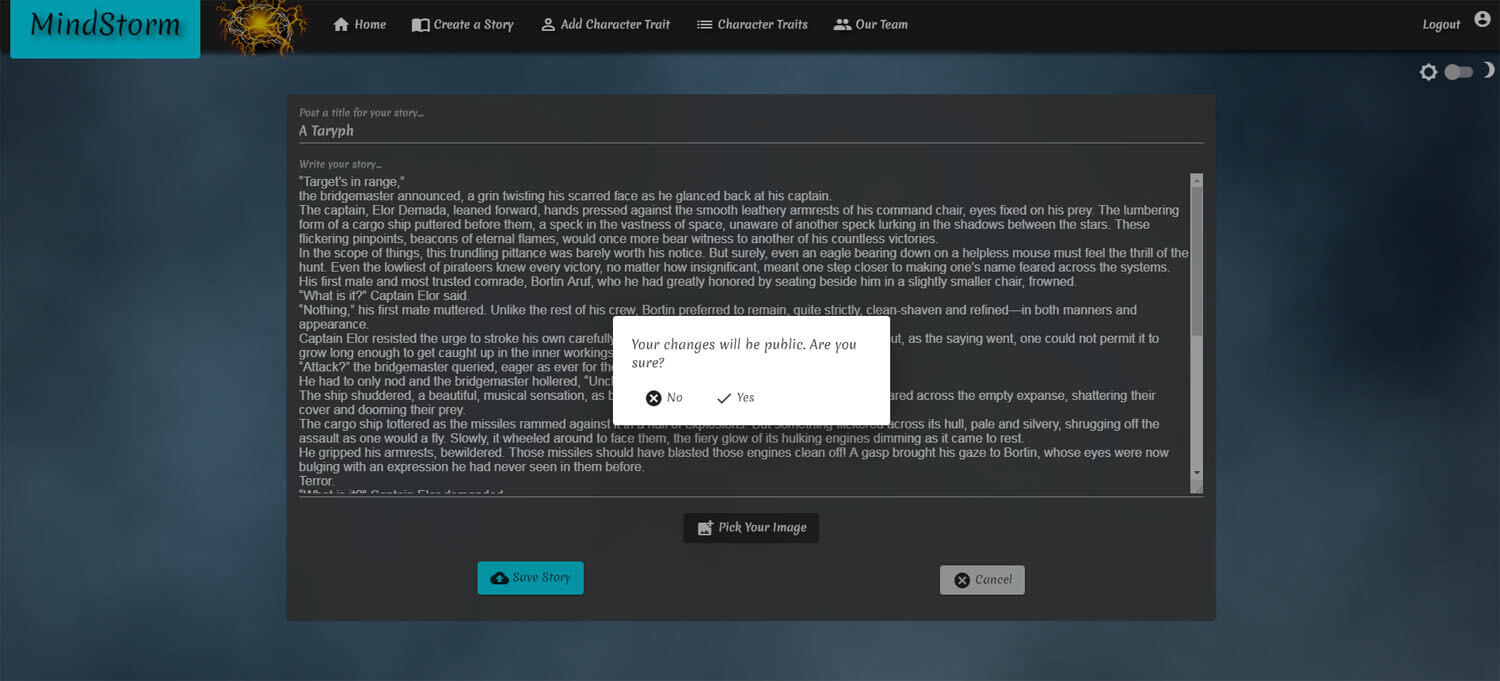 MindStorm
Home
Create a Story
Add Character Trait
Character Traits
Our Team
Logout
Post a title for your story...
A Taryph
Write your story...
"Target's in range,"
the bridgemaster announced, a grin twisting his scarred face as he glanced back at his captain.
The captain, Elor Demada, leaned forward, hands pressed against the smooth leathery armrests of his command chair, eyes fixed on his prey. The lumbering
form of a cargo ship puttered before them, a speck in the vastness of space, unaware of another speck lurking in the shadows between the stars. These
flickering pinpoints, beacons of eternal flames, would once more bear witness to another of his countless victories.
In the scope of things, this trundling pittance was barely worth his notice. But surely, even an eagle bearing down on a helpless mouse must feel the thrill of the
hunt. Even the lowliest of pirateers knew every victory, no matter how insignificant, meant one step closer to making one's name feared across the systems.
His first mate and most trusted comrade, Bortin Aruf, who he had greatly honored by seating beside him in a slightly smaller chair, frowned.
"What is it?" Captain Elor said.
"Nothing," his first mate muttered. Unlike the rest of his crew, Bortin preferred to remain, quite strictly, clean-shaven and refined—in both manners and
appearance.
Captain Elor resisted the urge to stroke his own carefully as the saying went, one could not permit it to
grow long enough to get caught up in the inner workings
"Attack?" the bridgemaster queried, eager as ever for
He had to only nod and the bridgemaster hollered,
The ship shuddered, a beautiful, musical sensation, as across the empty expanse, shattering their
cover and dooming their prey.
The cargo ship tottered as the missiles rammed against across its hull, pale and silvery, shrugging off the
assault as one would a fly. Slowly, it wheeled around to face them, the fiery glow of its hulking engines dimming as it came to rest.
He gripped his armrests, bewildered. Those missiles should have blasted those engines clean off! A gasp brought his gaze to Bortin, whose eyes were now
bulging with an expression he had never seen in them before.
Terror.
"What is it?" Captain Elor demanded
Your changes will be public. Are you
sure?
No
Yes
Pick Your Image
Save Story
Cancel